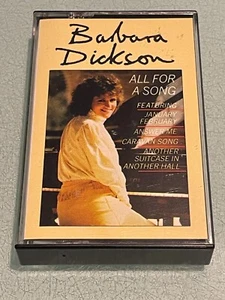 Barbara
Dickson
ALL FOR
A SONG
FEATURING
JANUARY
FEBRUARY
ANSWER ME
CARAVAN SONG
ANOTHER
SUITCASE IN
ANOTHER HALL